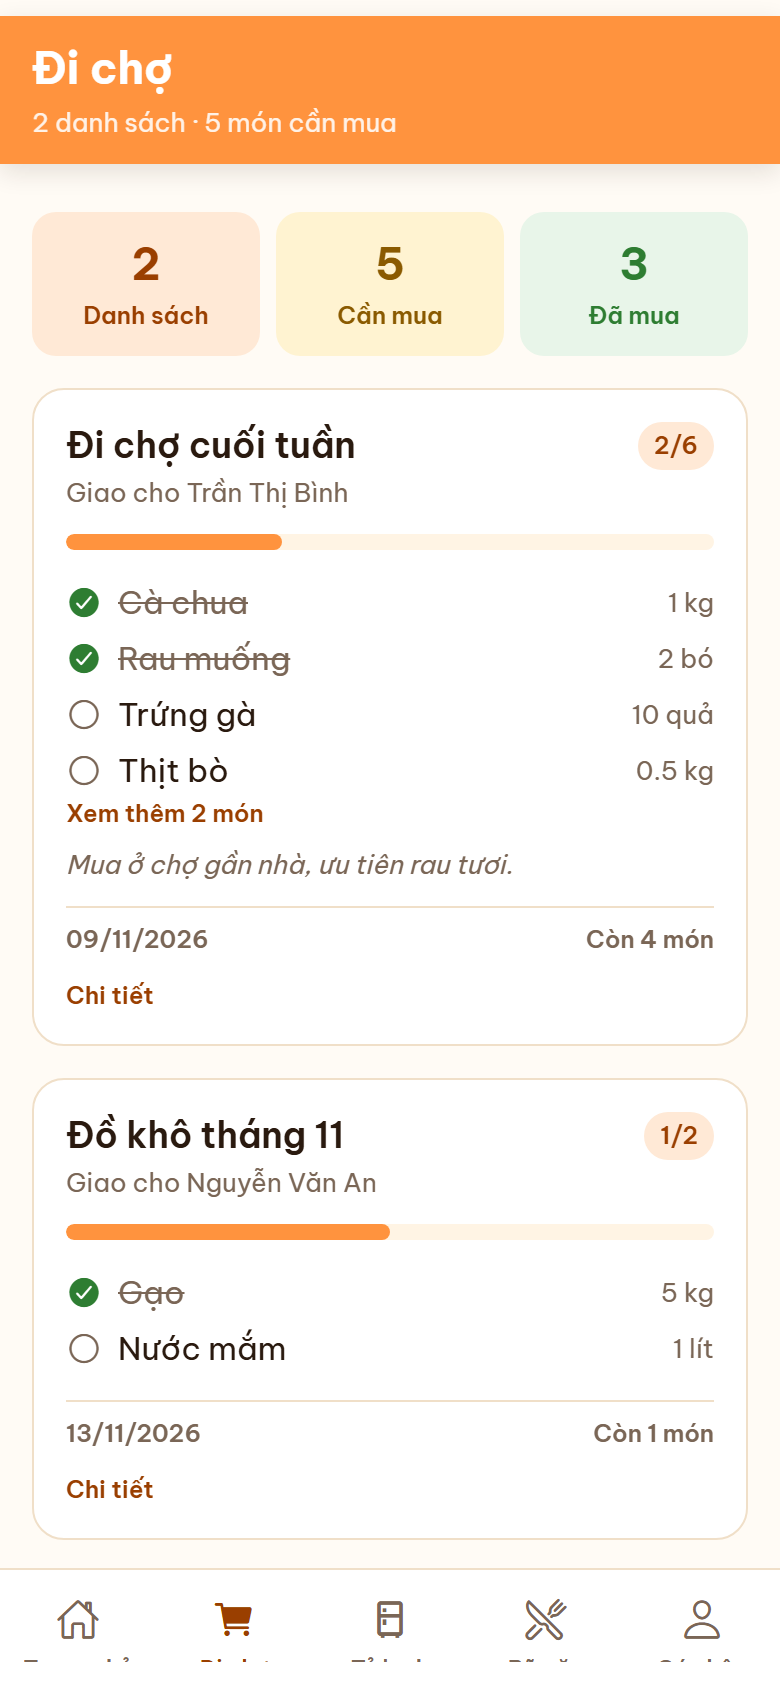 Đi chợ
2 danh sách · 5 món cần mua
2
Danh sách
5
Cần mua
3
Đã mua
Đi chợ cuối tuần
2/6
Giao cho Trần Thị Bình
Cà chua
1 kg
Rau muống
2 bó
Trứng gà
10 quả
Thịt bò
0.5 kg
Xem thêm 2 món
Mua ở chợ gần nhà, ưu tiên rau tươi.
09/11/2026
Còn 4 món
Chi tiết
Đồ khô tháng 11
1/2
Giao cho Nguyễn Văn An
Gạo
5 kg
Nước mắm
1 lít
13/11/2026
Còn 1 món
Chi tiết